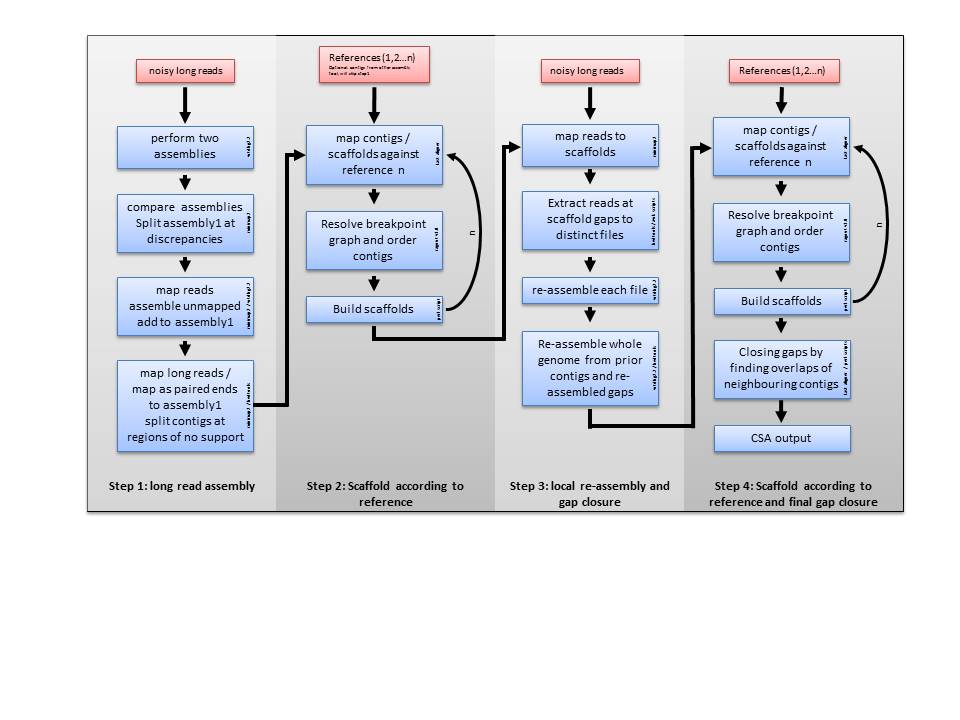 noisy long reads
perform two
assemblies
compare assemblies
Split assembly1 at
discrepancies
map reads
assemble unmapped
add to assembly1
map long reads /
map as paired ends
to assembly1
split contigs at
regions of no support
Step 1: long read assembly
References (1,2…n)
map contigs /
scaffolds against
reference n
Resolve breakpoint
graph and order
contigs
Build scaffolds
n
Step 2: Scaffold according to
reference
noisy long reads
map reads to
scaffolds
Extract reads at
scaffold gaps to
distinct files
re-assemble each file
Re-assemble whole
genome from prior
contigs and re-
assembled gaps
Step 3: local re-assembly and
gap closure
References (1,2…n)
map contigs /
scaffolds against
reference n
Resolve breakpoint
graph and order
contigs
Build scaffolds
n
Closing gaps by
finding overlaps of
neighbouring contigs
CSA output
Step 4: Scaffold according to
reference and final gap closure